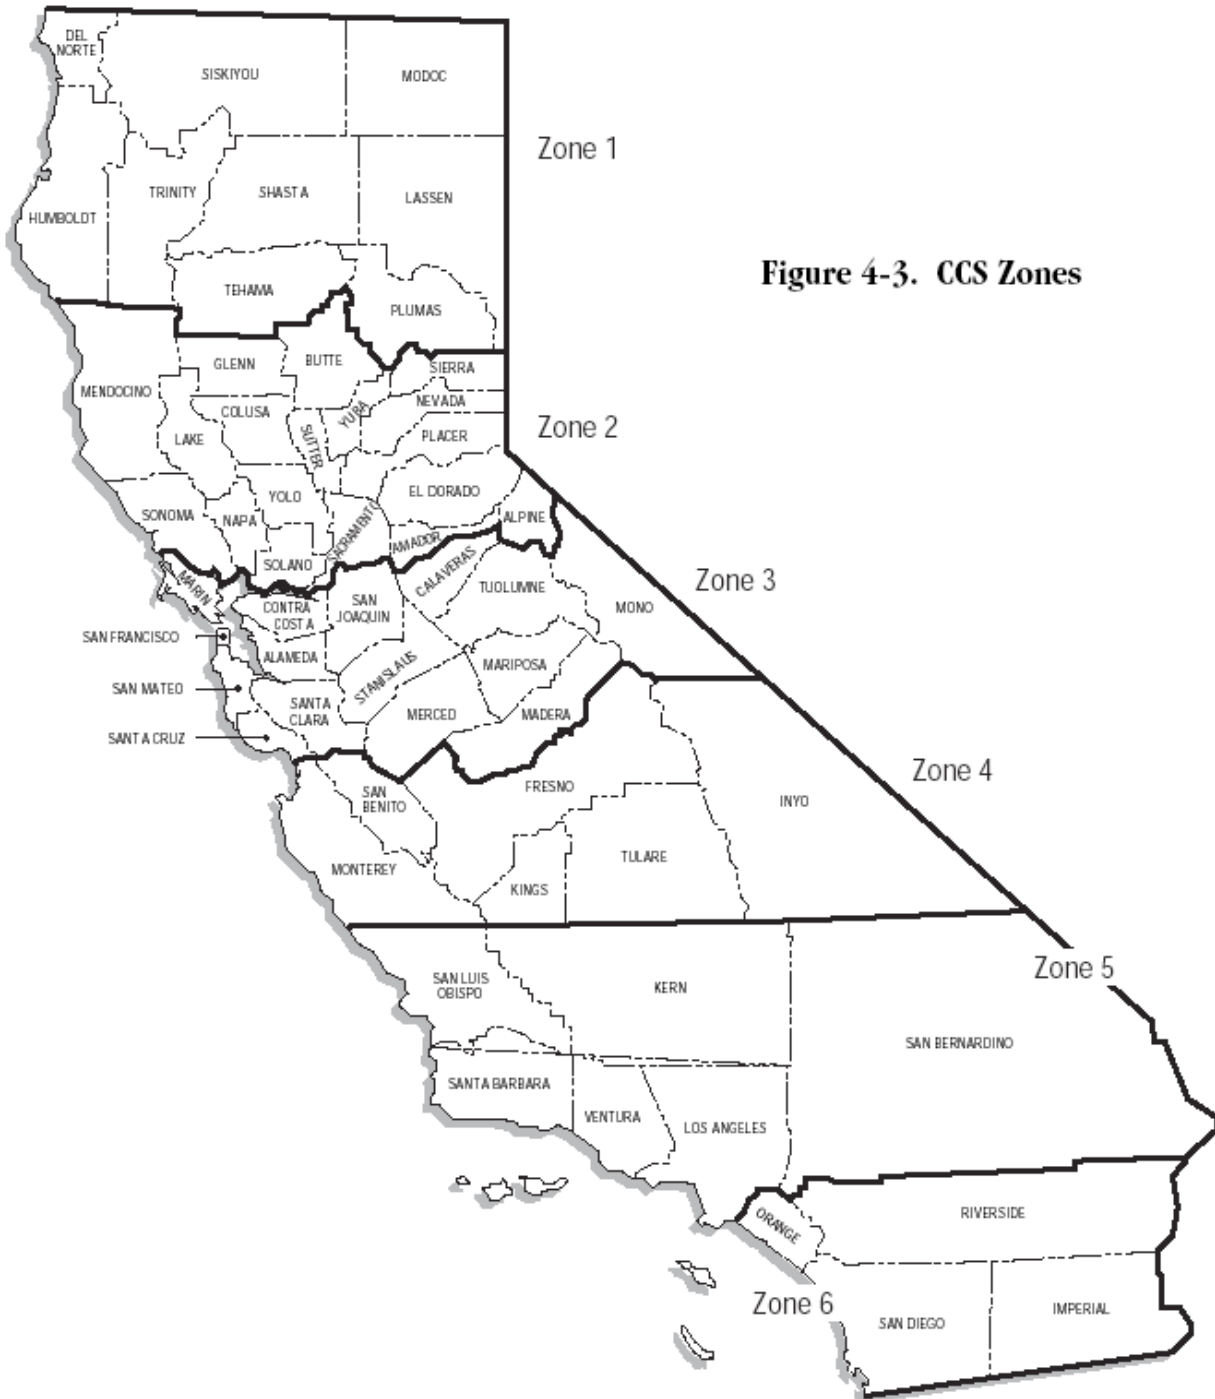 DEL
NORTE
SISKIYOU
MODOC
Zone 1
TRINITY
SHASTA
LASSEN
HUMBOLDT
Figure 4-3. CCS Zones
TEHAMA
PLUMAS
GLENN
BUTTE
SIERRA
MENDOCINO
NEVADA
COLUSA
YUBA
Zone 2
LAKE
SUTTER
PLACER
EL DORADO
YOLO
SONOMA
NAPA
SACRAMENTO
ALPINE
AMADOR
SOLANO
CALAVERAS
Zone 3
MARIN
TUOLUMNE
MONO
CONTRA
COSTA
SAN
JOAQUIN
SAN FRANCISCO
ALAMEDA
STANISLAUS
MARIPOSA
SAN MATEO
SANTA
CLARA
MERCED
MADERA
SANTA CRUZ
Zone 4
SAN
BENITO
FRESNO
INYO
MONTEREY
TULARE
KINGS
Zone 5
SAN LUIS
OBISPO
KERN
SAN BERNARDINO
SANTA BARBARA
VENTURA
LOS ANGELES
ORANGE
RIVERSIDE
Zone 6
SAN DIEGO
IMPERIAL